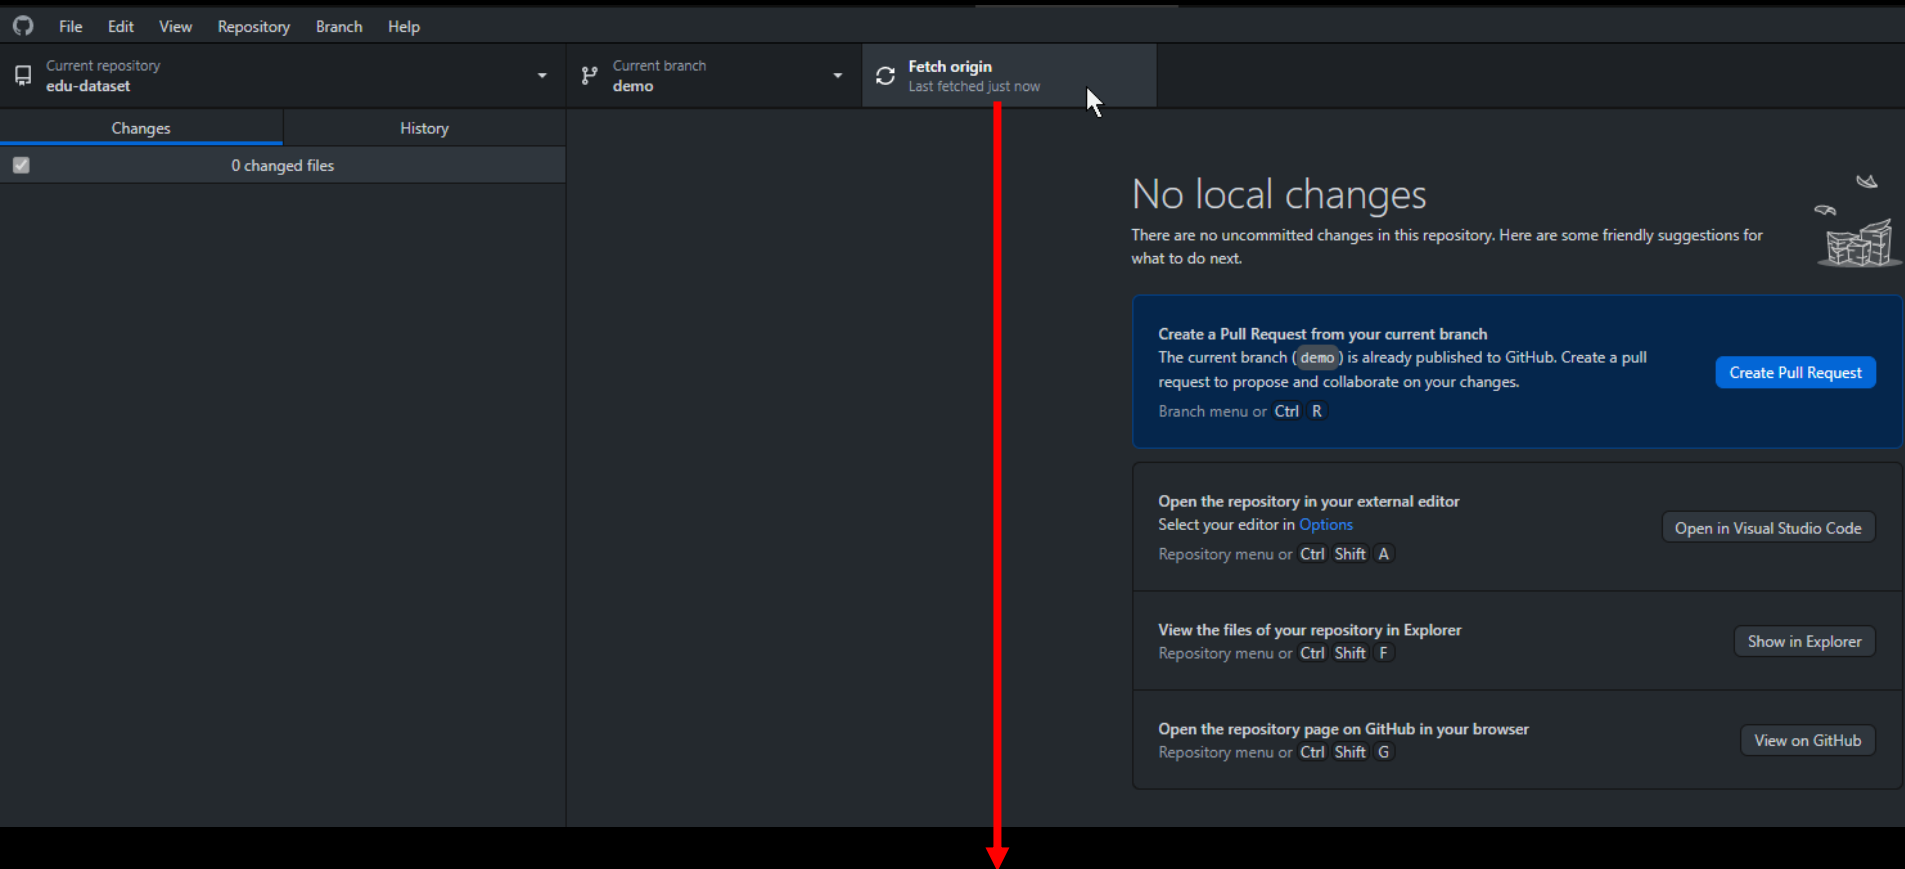 File Edit View Repository Branch Help
Current repository
edu-dataset
Current branch
demo
Fetch origin
Last fetched just now
Changes
History
0 changed files
No local changes
There are no uncommitted changes in this repository. Here are some friendly suggestions for
what to do next.
Create a Pull Request from your current branch
The current branch ( demo ) is already published to GitHub. Create a pull
request to propose and collaborate on your changes.
Branch menu or Ctrl R
Create Pull Request
Open the repository in your external editor
Select your editor in Options
Repository menu or Ctrl Shift A
Open in Visual Studio Code
View the files of your repository in Explorer
Repository menu or Ctrl Shift F
Show in Explorer
Open the repository page on GitHub in your browser
Repository menu or Ctrl Shift G
View on GitHub